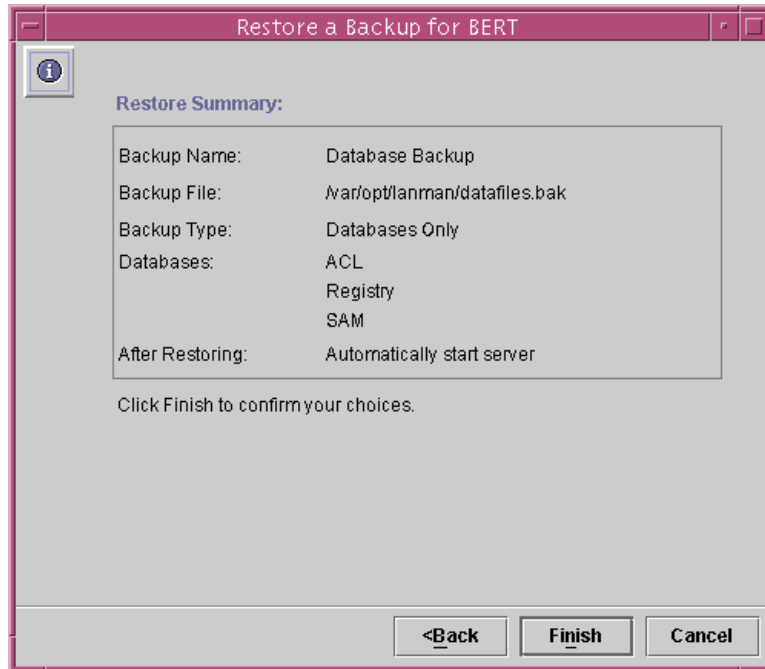 Restore a Backup for BERT
Restore Summary:
Backup Name: Database Backup
Backup File: /var/opt/lanman/datafiles.bak
Backup Type: Databases Only
Databases: ACL
Registry
SAM
After Restoring: Automatically start server
Click Finish to confirm your choices.
<Back Finish Cancel